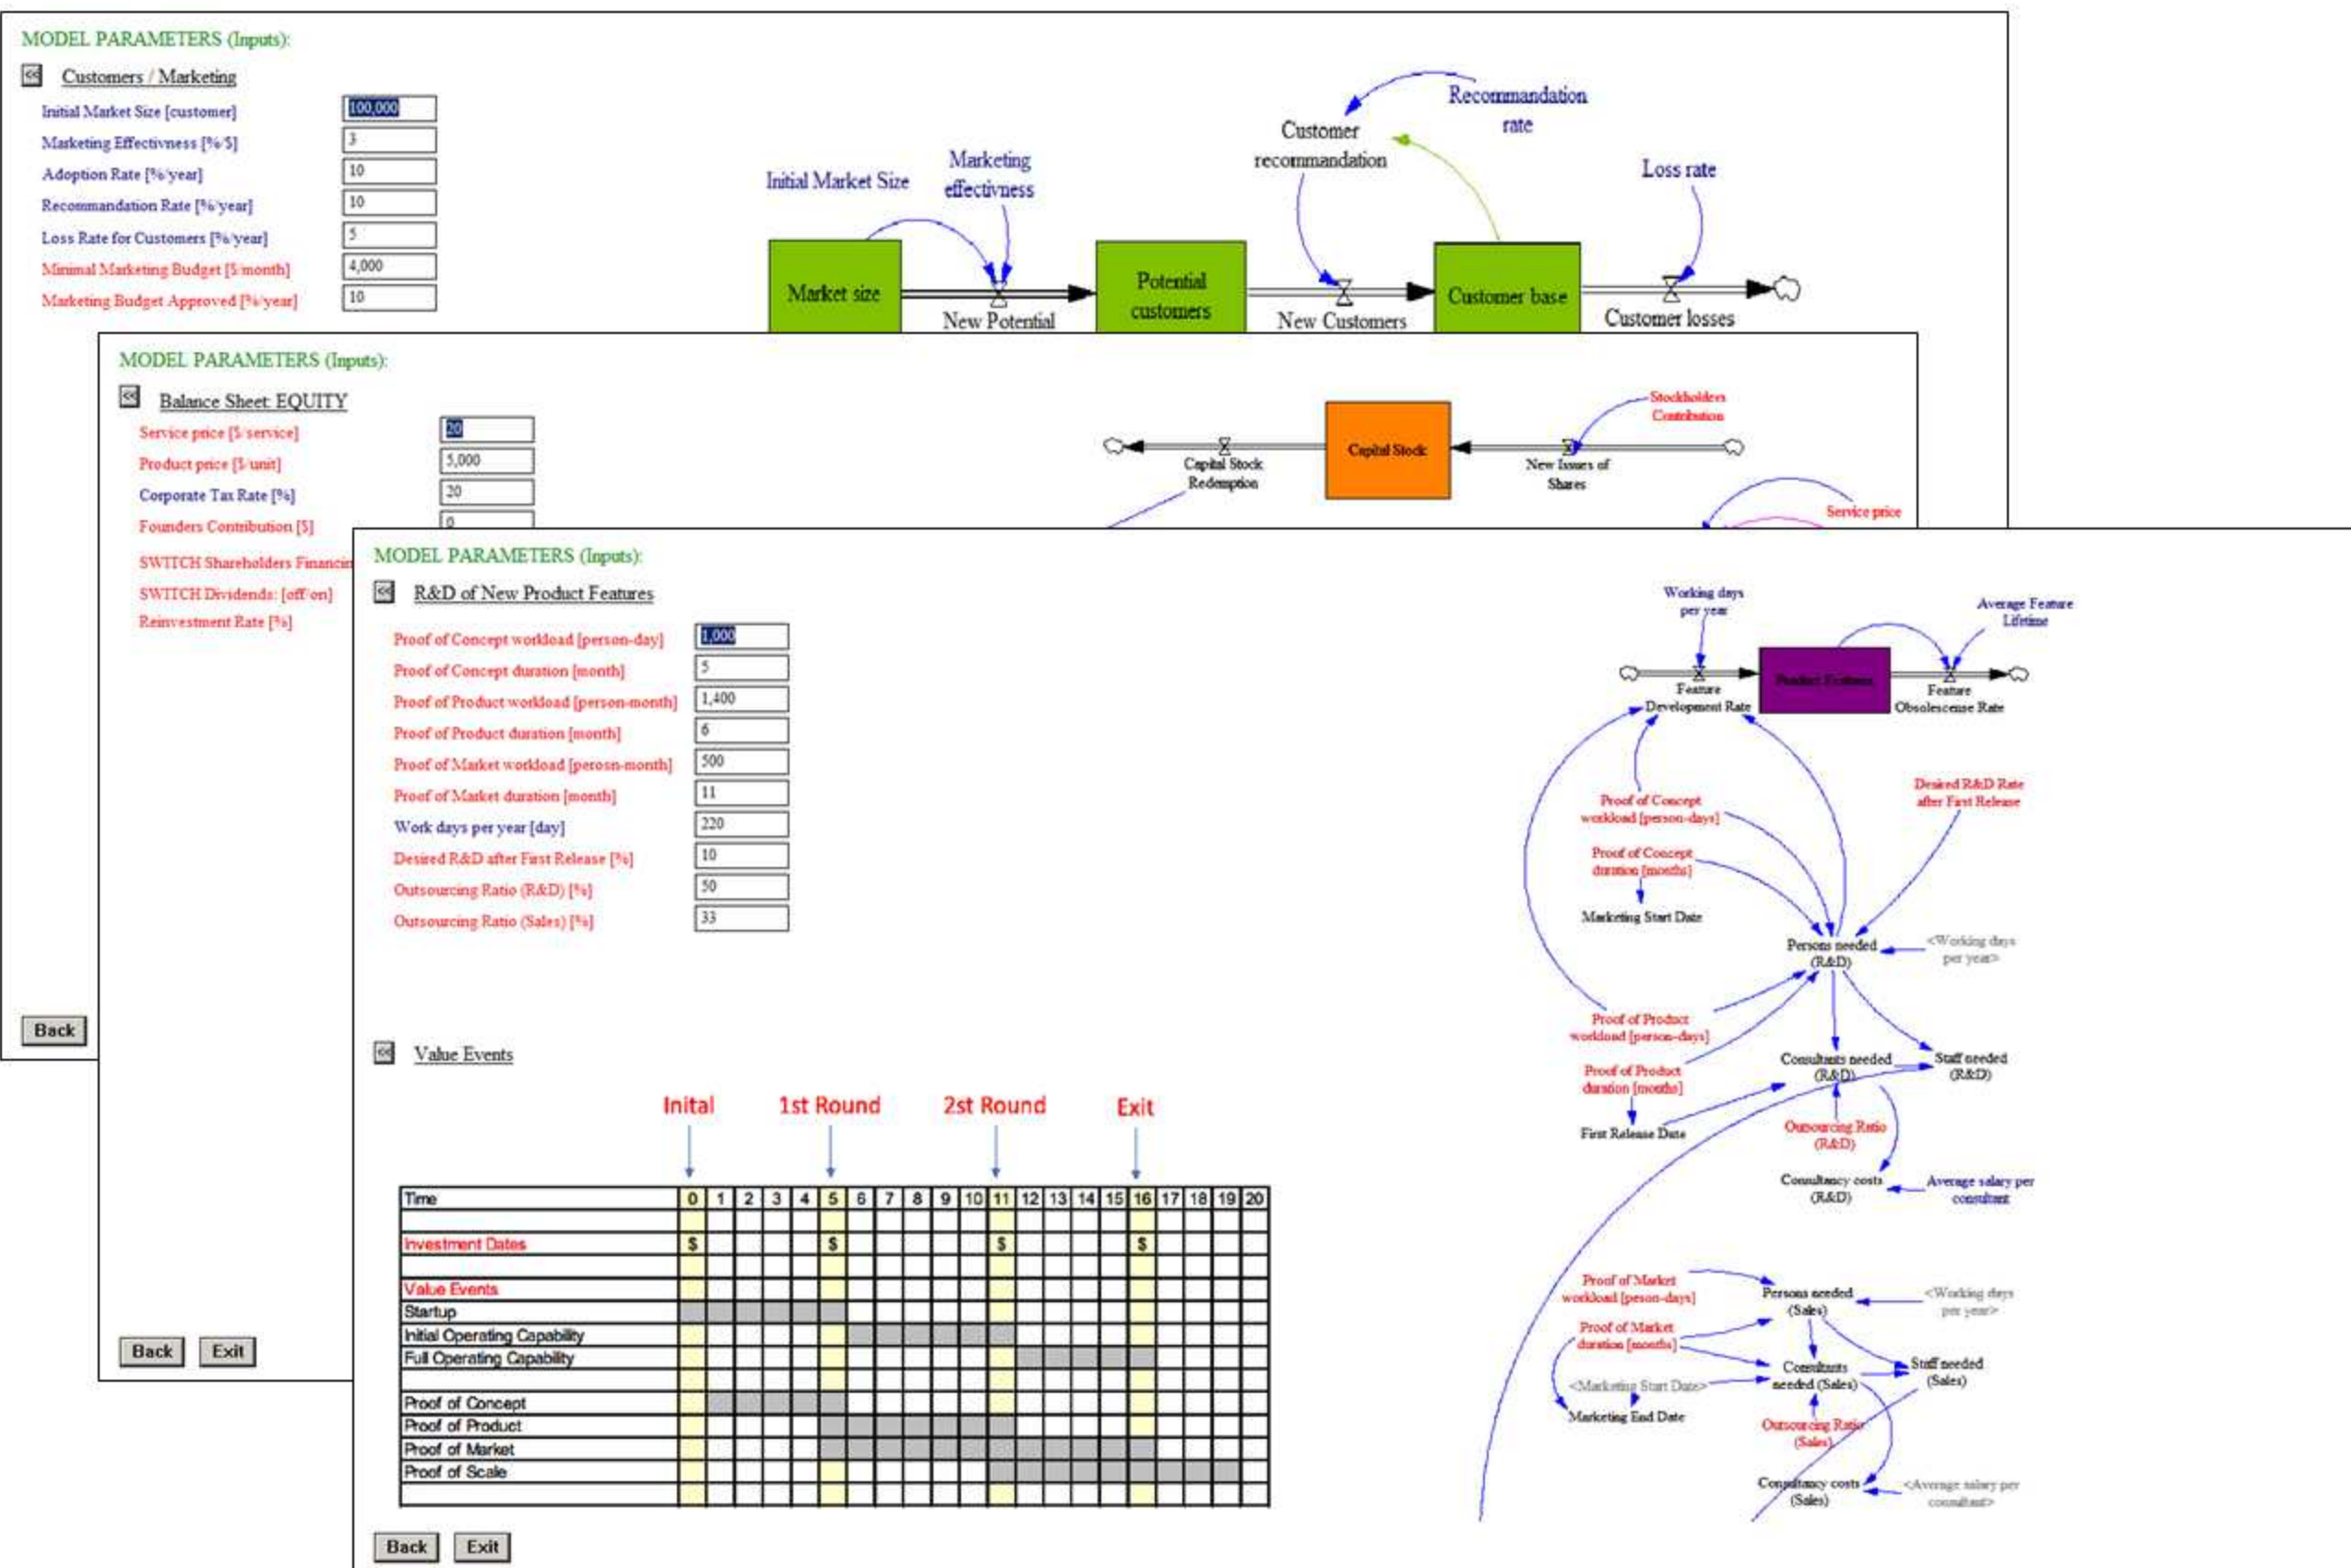 MODEL PARAMETERS (Inputs):
<<
Customers / Marketing
Initial Market Size [customer]
100,000
Marketing Effectivness [%/$]
3
Adoption Rate [%/year]
10
Recommandation Rate [%/year]
10
Loss Rate for Customers [%/year]
5
Minimal Marketing Budget [$/month]
4,000
Marketing Budget Approved [%/year]
10
Recommandation
rate
Customer
recommandation
Marketing
effectivness
Initial Market Size
Loss rate
Market size
Potential
customers
Customer base
New Potential
New Customers
Customer losses
Back
MODEL PARAMETERS (Inputs):
<<
Balance Sheet: EQUITY
Service price [$/service]
20
Product price [$/unit]
5,000
Corporate Tax Rate [%]
20
Founders Contribution [$]
0
SWITCH Shareholders Financin
SWITCH Dividends: [off/on]
Reinvestment Rate [%]
Stockholders
Contribution
Capital Stock
Capital Stock
Redemption
New Issues of
Shares
Service price
Back
Exit
MODEL PARAMETERS (Inputs):
<<
R&D of New Product Features
Proof of Concept workload [person-day]
1,000
Proof of Concept duration [month]
5
Proof of Product workload [person-month]
1,400
Proof of Product duration [month]
6
Proof of Market workload [perosn-month]
500
Proof of Market duration [month]
11
Work days per year [day]
220
Desired R&D after First Release [%]
10
Outsourcing Ratio (R&D) [%]
50
Outsourcing Ratio (Sales) [%]
33
<<
Value Events
Inital
1st Round
2st Round
Exit
Time 0 1 2 3 4 5 6 7 8 9 10 11 12 13 14 15 16 17 18 19 20
Investment Dates $ $ $ $
Value Events
Startup
Initial Operating Capability
Full Operating Capability
Proof of Concept
Proof of Product
Proof of Market
Proof of Scale
Back
Exit
Working days
per year
Average Feature
Lifetime
Product Features
Feature
Development Rate
Feature
Obsolescense Rate
Proof of Concept
workload [person-days]
Desired R&D Rate
after First Release
Proof of Concept
duration [months]
Marketing Start Date
Persons needed
(R&D)
<Working days
per year>
Proof of Product
workload [person-days]
Proof of Product
duration [months]
Consultants needed
(R&D)
Staff needed
(R&D)
First Release Date
Outsourcing Ratio
(R&D)
Consultancy costs
(R&D)
Average salary per
consultant
Proof of Market
workload [peson-days]
Persons needed
(Sales)
<Working days
per year>
Proof of Market
duration [months]
Consultants
needed (Sales)
Staff needed
(Sales)
<Marketing Start Date>
Marketing End Date
Outsourcing Ratio
(Sales)
Consultancy costs
(Sales)
<Average salary per
consultant>